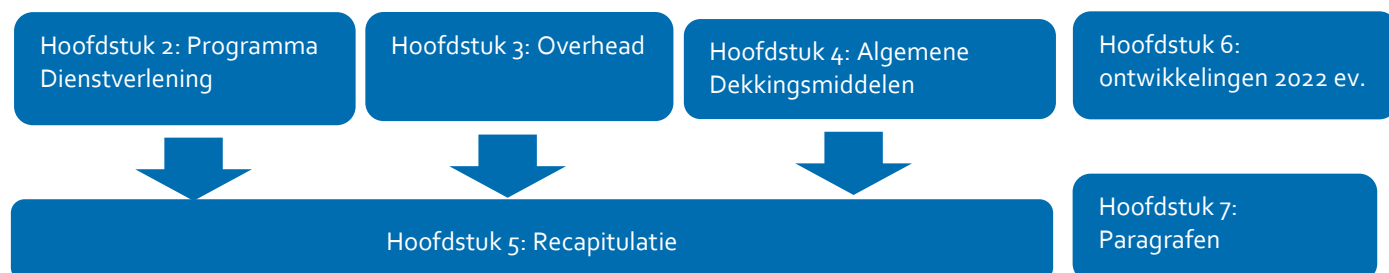 Hoofdstuk 2: Programma
Dienstverlening
Hoofdstuk 3: Overhead
Hoofdstuk 4: Algemene
Dekkingsmiddelen
Hoofdstuk 6:
ontwikkelingen 2022 ev.
Hoofdstuk 5: Recapitulatie
Hoofdstuk 7:
Paragrafen